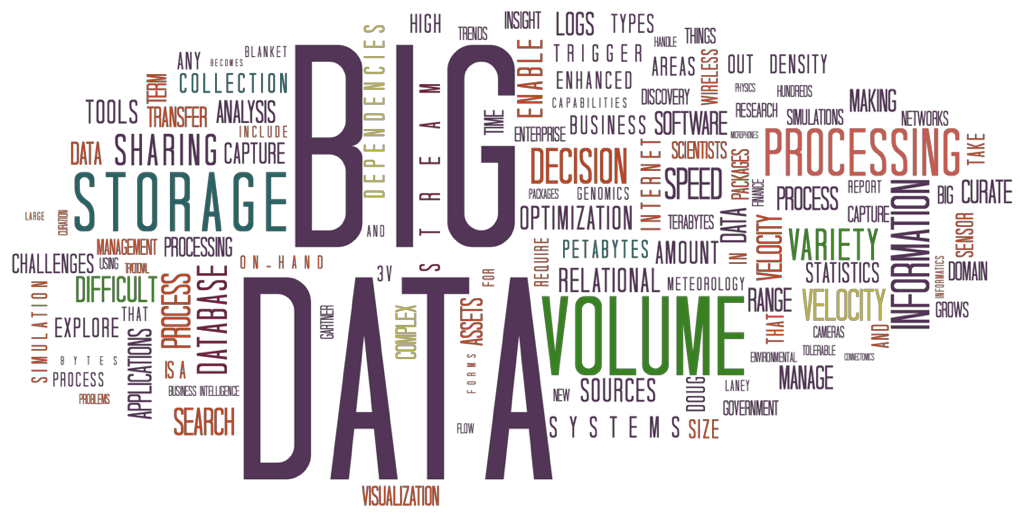 BIG
DATA
HIGH
TRENDS
INSIGHT
LOGS
TYPES
HANDLE
THINGS
ANY
BECOMES
BLANKET
COLLECTION
DEPENDENCIES
STREAMS
TIME
ENABLE
TRIGGER
ENHANCED
CAPABILITIES
AREAS
WIRELESS
OUT
DENSITY
PHYSICS
HUNDREDS
TOOLS
TERM
TRANSFER
ANALYSIS
INCLUDE
ENTERPRISE
BUSINESS
DISCOVERY
SOFTWARE
RESEARCH
SIMULATIONS
MAKING
NETWORKS
MICROPHONES
DATA
SHARING
CAPTURE
DECISION
INTERNET
SCIENTISTS
PACKAGES
PROCESSING
TAKE
STORAGE
PACKAGES
GENOMICS
SPEED
FINANCE
PROCESS
REPORT
INFORMATION
BIG
CURATE
LARGE
CURATION
AND
OPTIMIZATION
TERABYTES
DATA
CAPTURE
SENSOR
MANAGEMENT
PROCESSING
REQUIRE
PETABYTES
AMOUNT
IN
VELOCITY
VARIETY
CHALLENGES
USING
ON-HAND
3V
FOR
RELATIONAL
METEOROLOGY
STATISTICS
INFORMATICS
DOMAIN
DIFFICULT
PROCESS
DATABASE
VOLUME
RANGE
VELOCITY
GROWS
SIMULATION
EXPLORE
THAT
GARTNER
COMPLEX
ASSETS
THAT
CAMERAS
AND
BYTES
APPLICATIONS
IS A
FORMS
ENVIRONMENTAL
TOLERABLE
CONNECTOMICS
PROCESS
BUSINESS INTELLIGENCE
NEW
SOURCES
DOUG
LANEY
MANAGE
PROBLEMS
SEARCH
FLOW
SYSTEMS
SIZE
GOVERNMENT
VISUALIZATION